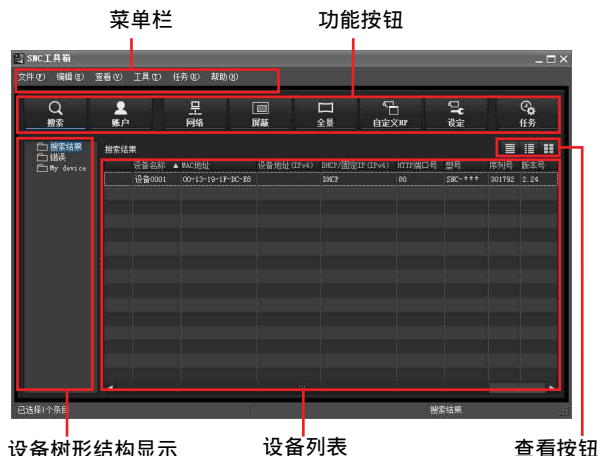 菜单栏 功能按钮
SNC工具箱
文件(F) 编辑(E) 查看(V) 工具(T) 任务(K) 帮助(H)
搜索 账户 网络 屏蔽 全景 自定义HP 设定 任务
搜索结果
错误
My device
搜索结果
设备名称 ▲ MAC地址 设备地址(IPv4) DHCP/固定IP(IPv4) HTTP端口号 型号 序列号 版本号
设备0001 00-13-19-1F-DC-E8 DHCP 80 SNC-*** 301792 2.24
已选择1个条目 搜索结果
设备树形结构显示 设备列表 查看按钮